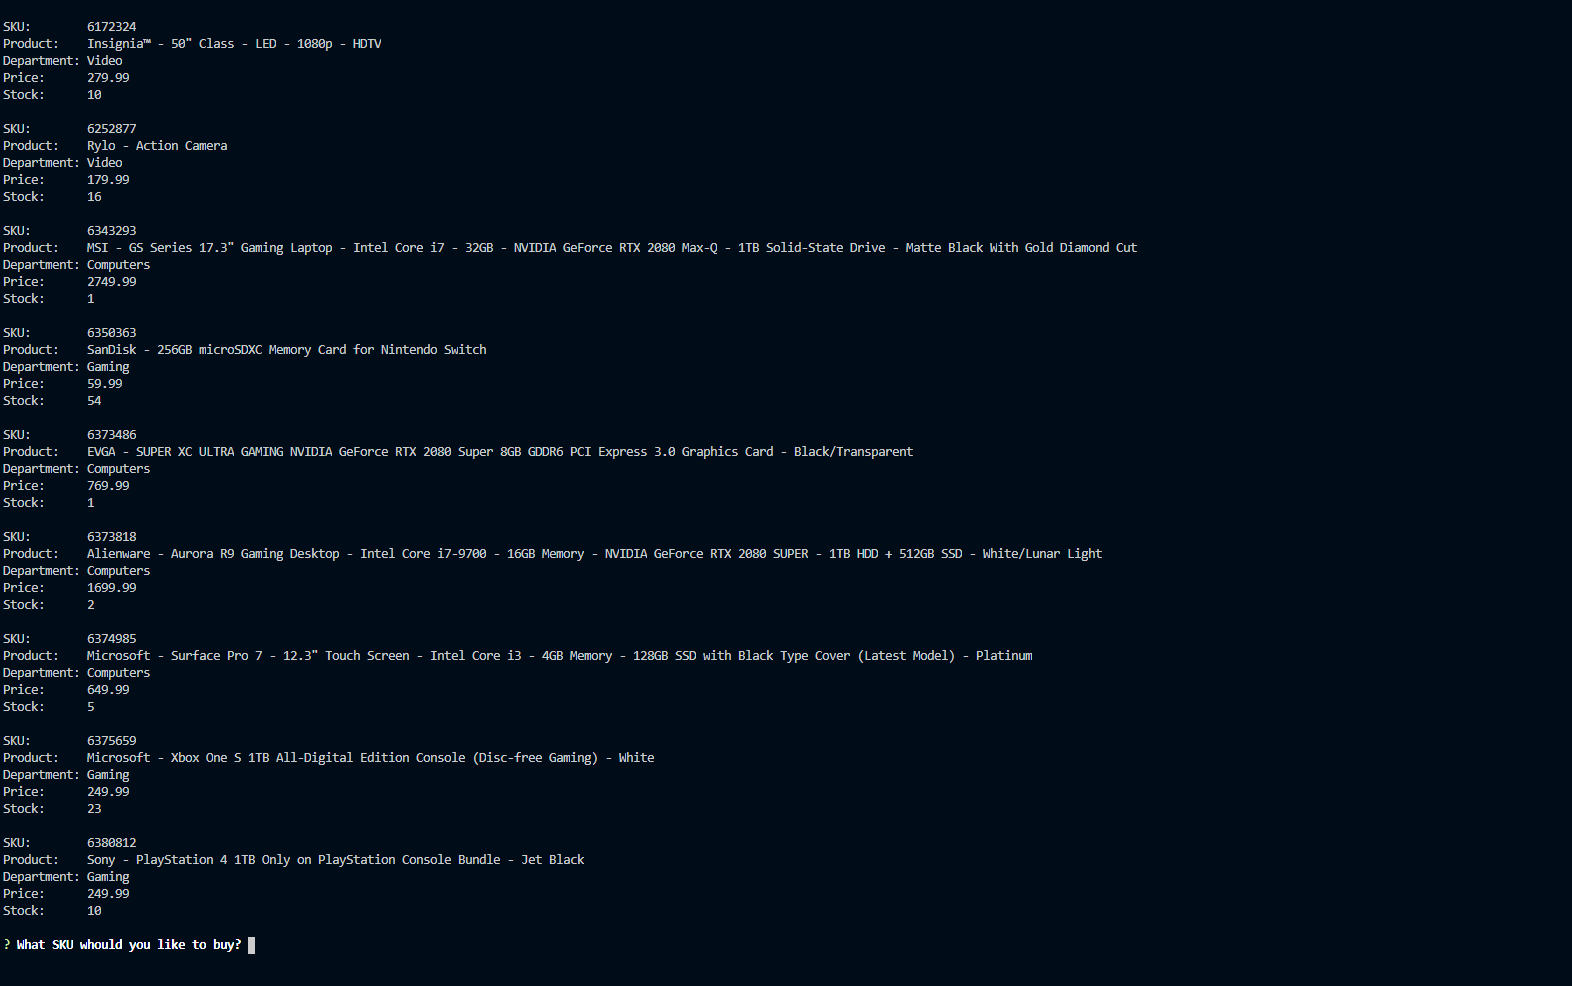 SKU: 6172324
Product: Insignia™ - 50" Class - LED - 1080p - HDTV
Department: Video
Price: 279.99
Stock: 10
SKU: 6252877
Product: Rylo - Action Camera
Department: Video
Price: 179.99
Stock: 16
SKU: 6343293
Product: MSI - GS Series 17.3" Gaming Laptop - Intel Core i7 - 32GB - NVIDIA GeForce RTX 2080 Max-Q - 1TB Solid-State Drive - Matte Black With Gold Diamond Cut
Department: Computers
Price: 2749.99
Stock: 1
SKU: 6350363
Product: SanDisk - 256GB microSDXC Memory Card for Nintendo Switch
Department: Gaming
Price: 59.99
Stock: 54
SKU: 6373486
Product: EVGA - SUPER XC ULTRA GAMING NVIDIA GeForce RTX 2080 Super 8GB GDDR6 PCI Express 3.0 Graphics Card - Black/Transparent
Department: Computers
Price: 769.99
Stock: 1
SKU: 6373818
Product: Alienware - Aurora R9 Gaming Desktop - Intel Core i7-9700 - 16GB Memory - NVIDIA GeForce RTX 2080 SUPER - 1TB HDD + 512GB SSD - White/Lunar Light
Department: Computers
Price: 1699.99
Stock: 2
SKU: 6374985
Product: Microsoft - Surface Pro 7 - 12.3" Touch Screen - Intel Core i3 - 4GB Memory - 128GB SSD with Black Type Cover (Latest Model) - Platinum
Department: Computers
Price: 649.99
Stock: 5
SKU: 6375659
Product: Microsoft - Xbox One S 1TB All-Digital Edition Console (Disc-free Gaming) - White
Department: Gaming
Price: 249.99
Stock: 23
SKU: 6380812
Product: Sony - PlayStation 4 1TB Only on PlayStation Console Bundle - Jet Black
Department: Gaming
Price: 249.99
Stock: 10
? What SKU whould you like to buy?